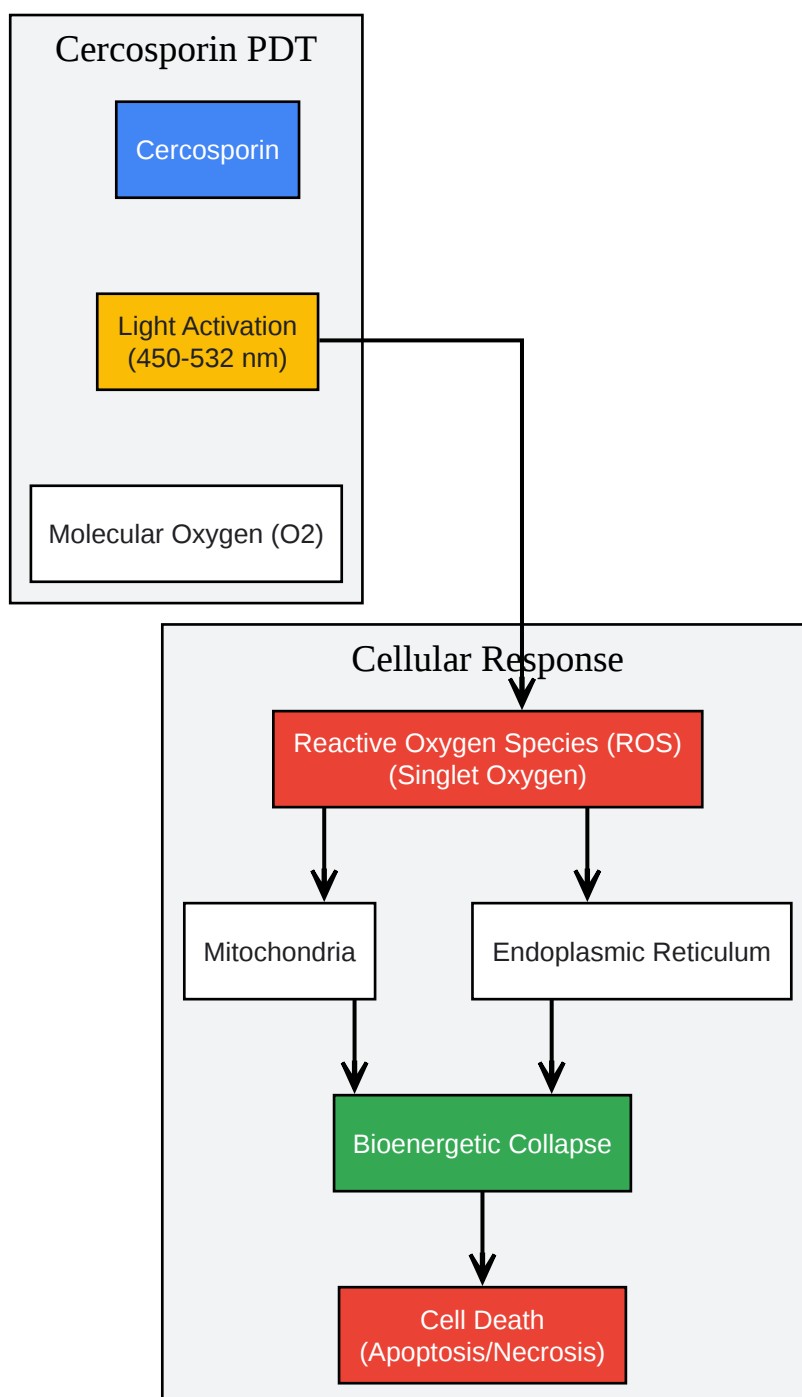 Cercosporin PDT
Cercosporin
Light Activation
(450-532 nm)
Molecular Oxygen (O2)
Cellular Response
Reactive Oxygen Species (ROS)
(Singlet Oxygen)
Mitochondria
Endoplasmic Reticulum
Bioenergetic Collapse
Cell Death
(Apoptosis/Necrosis)